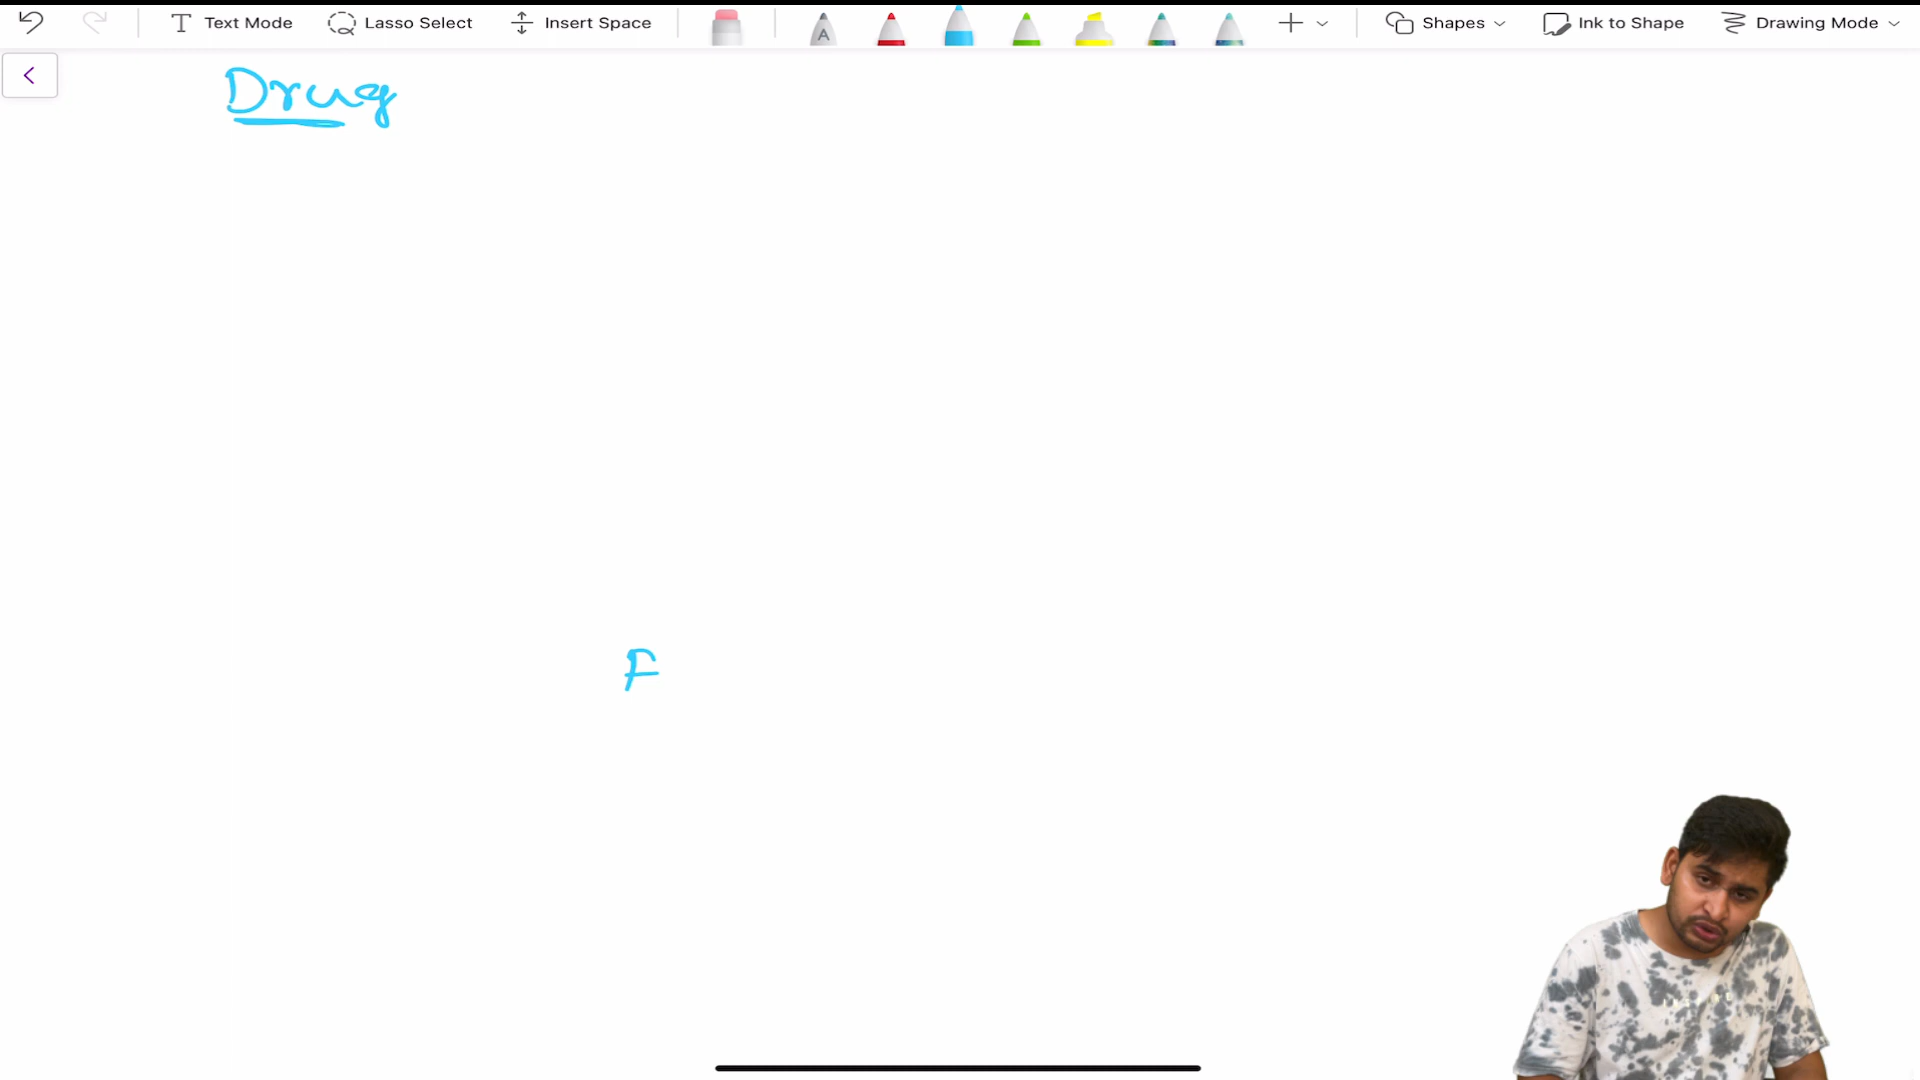 Text Mode Lasso Select Insert Space A Shapes Ink to Shape Drawing Mode
Drug
F